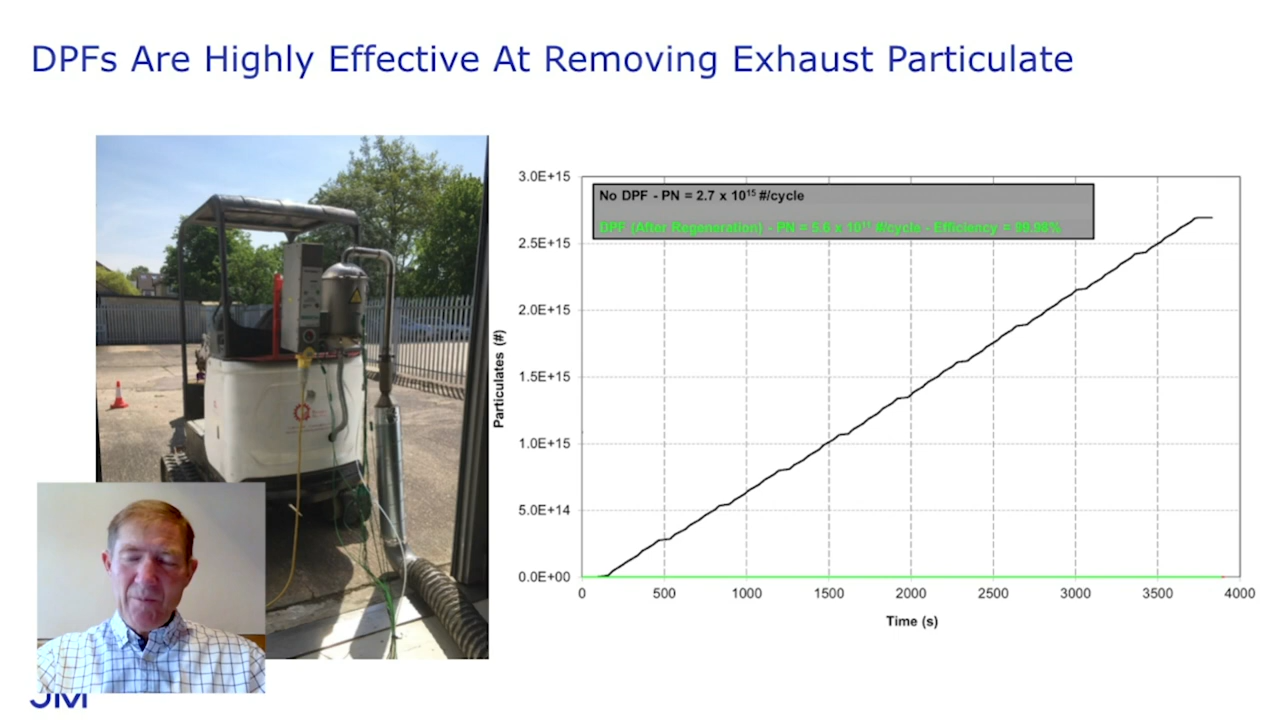 DPFs Are Highly Effective At Removing Exhaust Particulate
No DPF - PN = 2.7 x 10¹⁵ #/cycle
DPF (After Regeneration) - PN = 5.6 x 10¹¹ #/cycle - Efficiency = 99.98%
3.0E+15
2.5E+15
2.0E+15
1.5E+15
1.0E+15
5.0E+14
0.0E+00
Particulates (#)
0 500 1000 1500 2000 2500 3000 3500 4000
Time (s)
JM